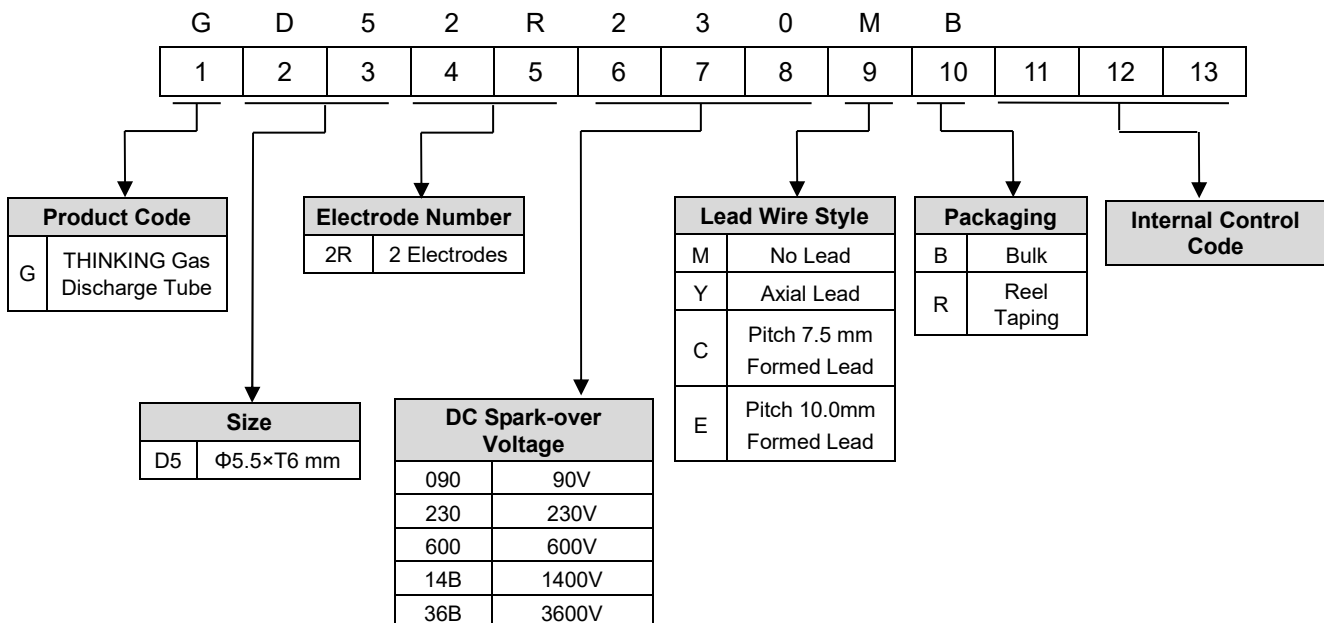 G D 5 2 R 2 3 0 M B
1 2 3 4 5 6 7 8 9 10 11 12 13
Product Code
G THINKING Gas
Discharge Tube
Electrode Number
2R 2 Electrodes
Lead Wire Style
M No Lead
Y Axial Lead
C Pitch 7.5 mm
Formed Lead
E Pitch 10.0mm
Formed Lead
Packaging
B Bulk
R Reel
Taping
Internal Control
Code
Size
D5 Φ5.5×T6 mm
DC Spark-over
Voltage
090 90V
230 230V
600 600V
14B 1400V
36B 3600V